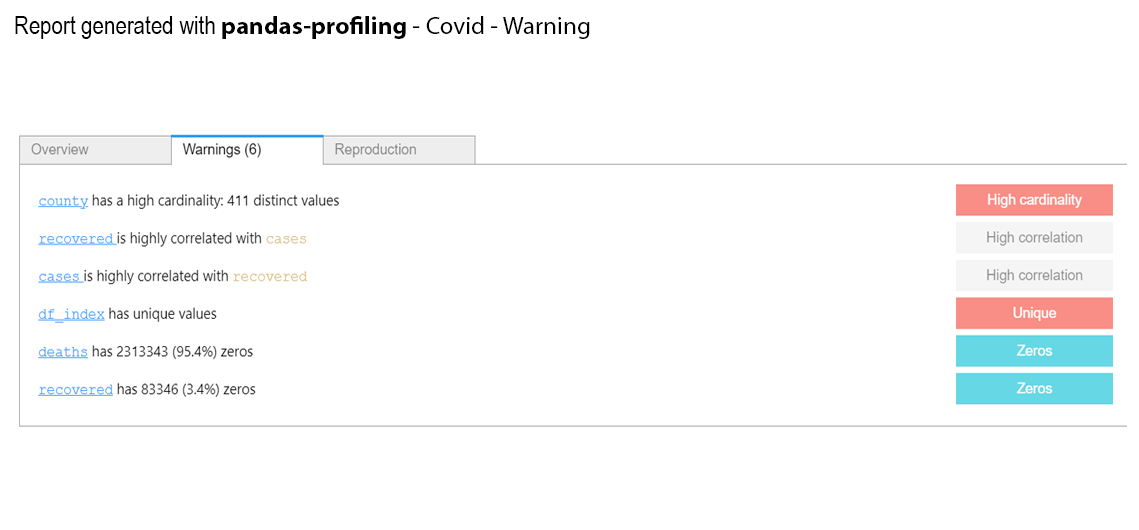 Report generated with pandas-profiling - Covid - Warning
Overview Warnings (6) Reproduction
county has a high cardinality: 411 distinct values High cardinality
recovered is highly correlated with cases High correlation
cases is highly correlated with recovered High correlation
df_index has unique values Unique
deaths has 2313343 (95.4%) zeros Zeros
recovered has 83346 (3.4%) zeros Zeros